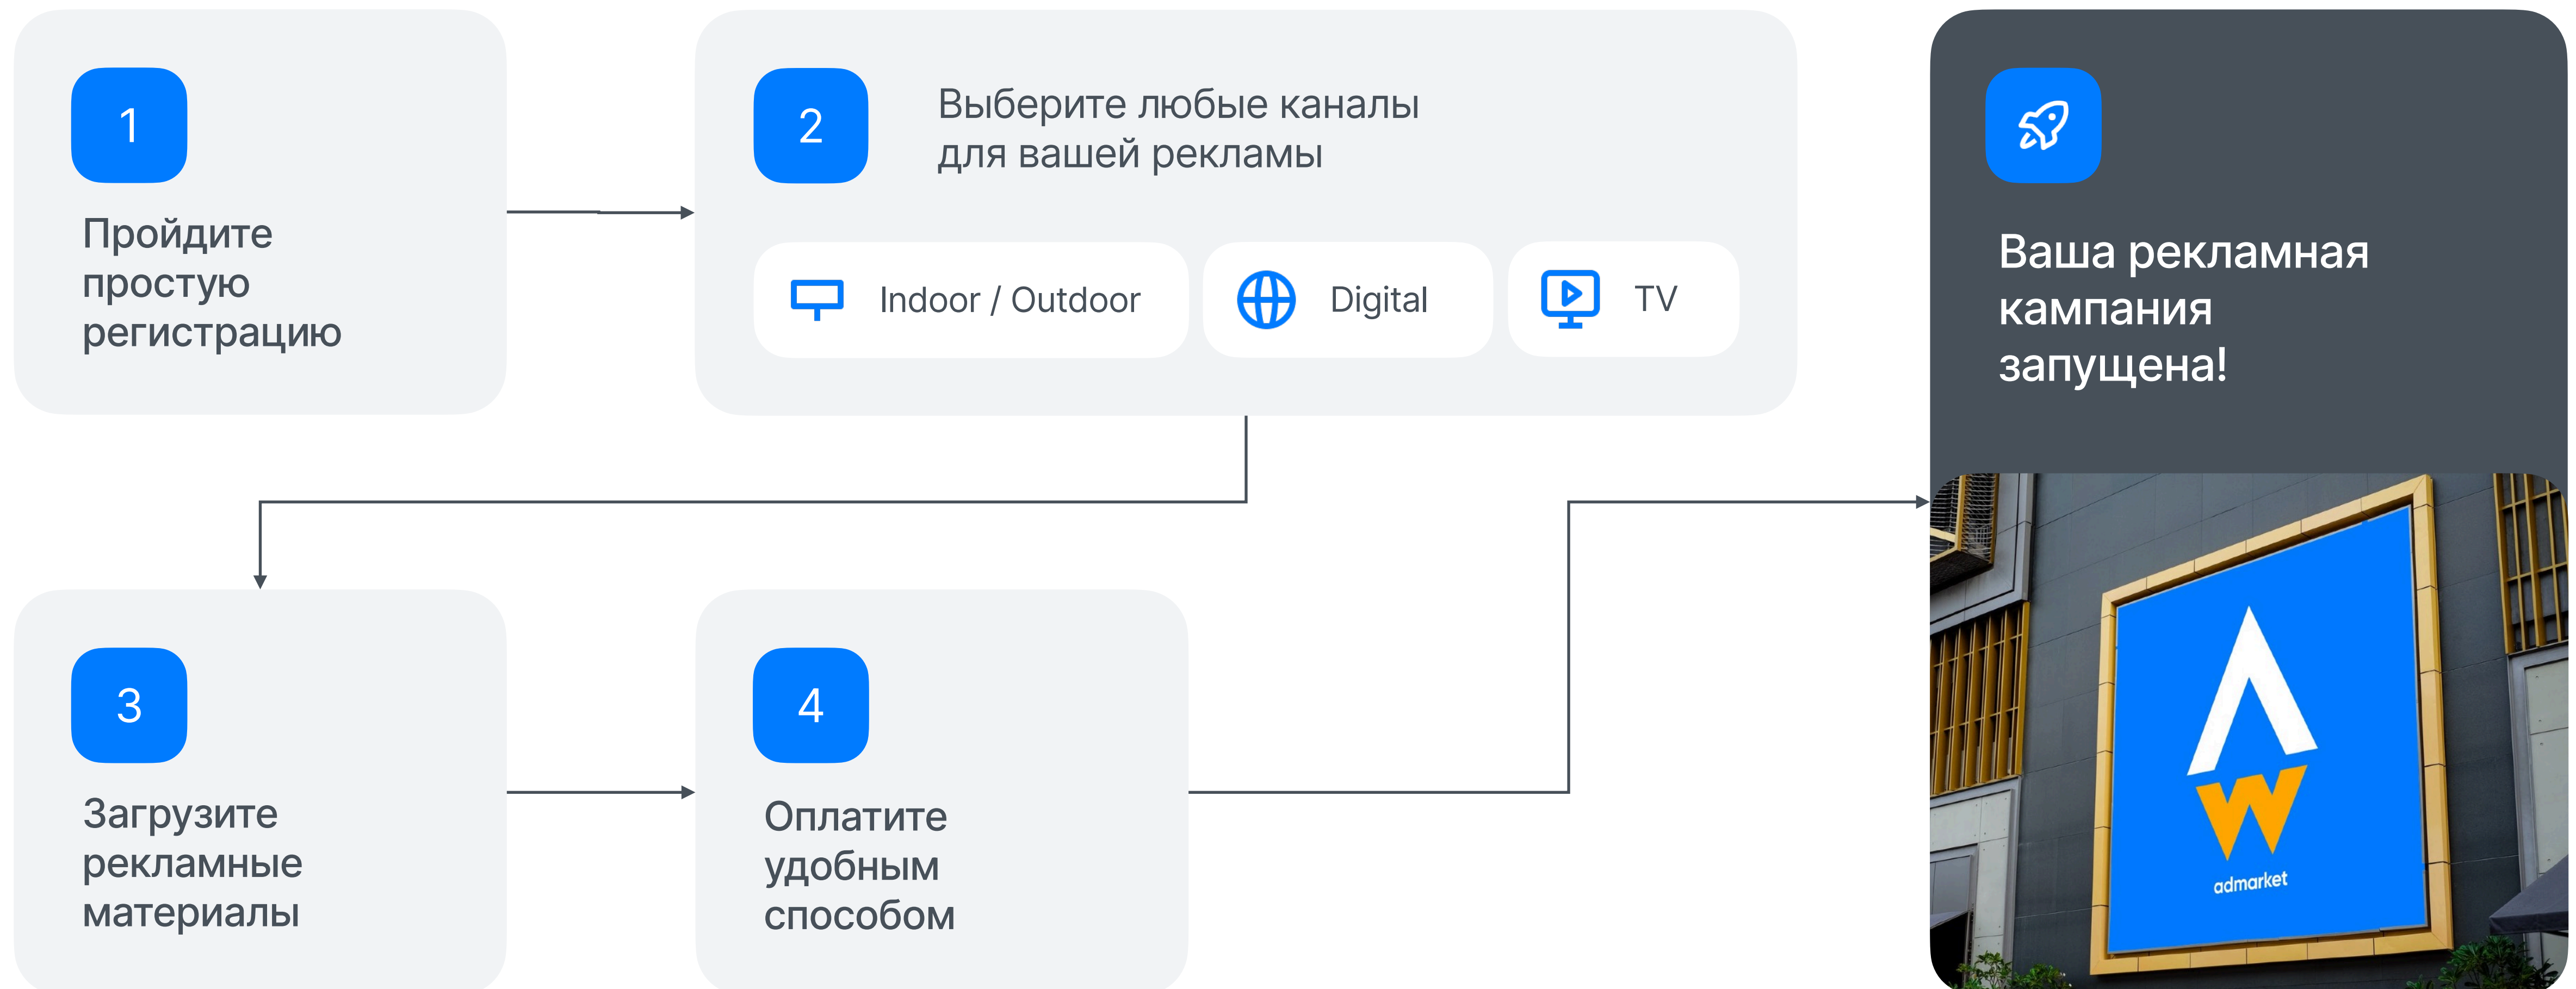 1
Пройдите
простую
регистрацию
2
Выберите любые каналы
для вашей рекламы
Indoor / Outdoor
Digital
TV
3
Загрузите
рекламные
материалы
4
Оплатите
удобным
способом
Ваша рекламная
кампания
запущена!
admarket